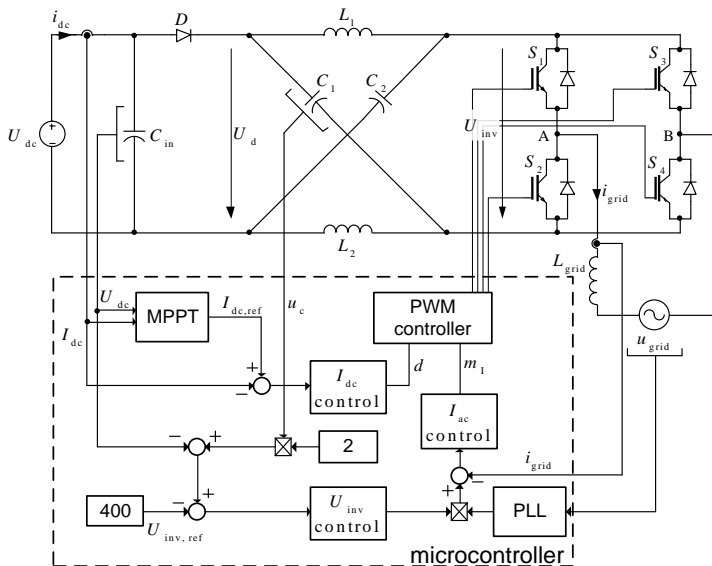 i dc
D
L 1
S 1
S 3
C 1
C 2
U dc
+
−
C in
U d
U inv
A
B
S 2
S 4
i grid
L 2
L grid
U dc
I dc
MPPT
I dc,ref
u c
PWM
controller
u grid
+
−
I dc
control
d
m 1
I ac
control
−
+
2
i grid
+
−
400
−
+
U inv, ref
U inv
control
PLL
microcontroller